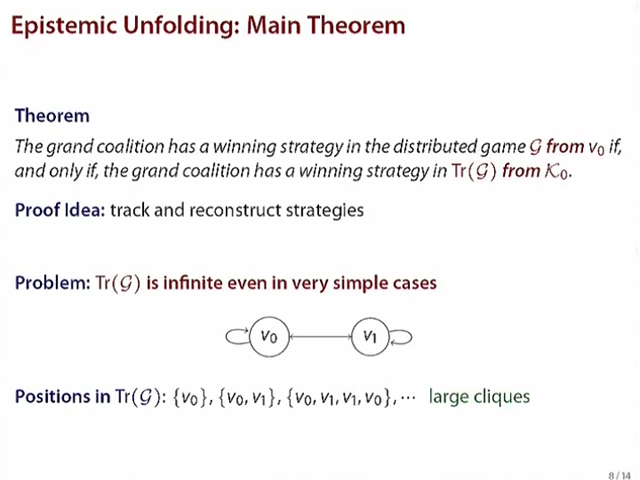 Epistemic Unfolding: Main Theorem
Theorem
The grand coalition has a winning strategy in the distributed game 𝒢 from v₀ if,
and only if, the grand coalition has a winning strategy in Tr(𝒢) from 𝒦₀.
Proof Idea: track and reconstruct strategies
Problem: Tr(𝒢) is infinite even in very simple cases
v₀ v₁
Positions in Tr(𝒢): {v₀}, {v₀, v₁}, {v₀, v₁, v₁, v₀}, ⋯ large cliques
8 / 14